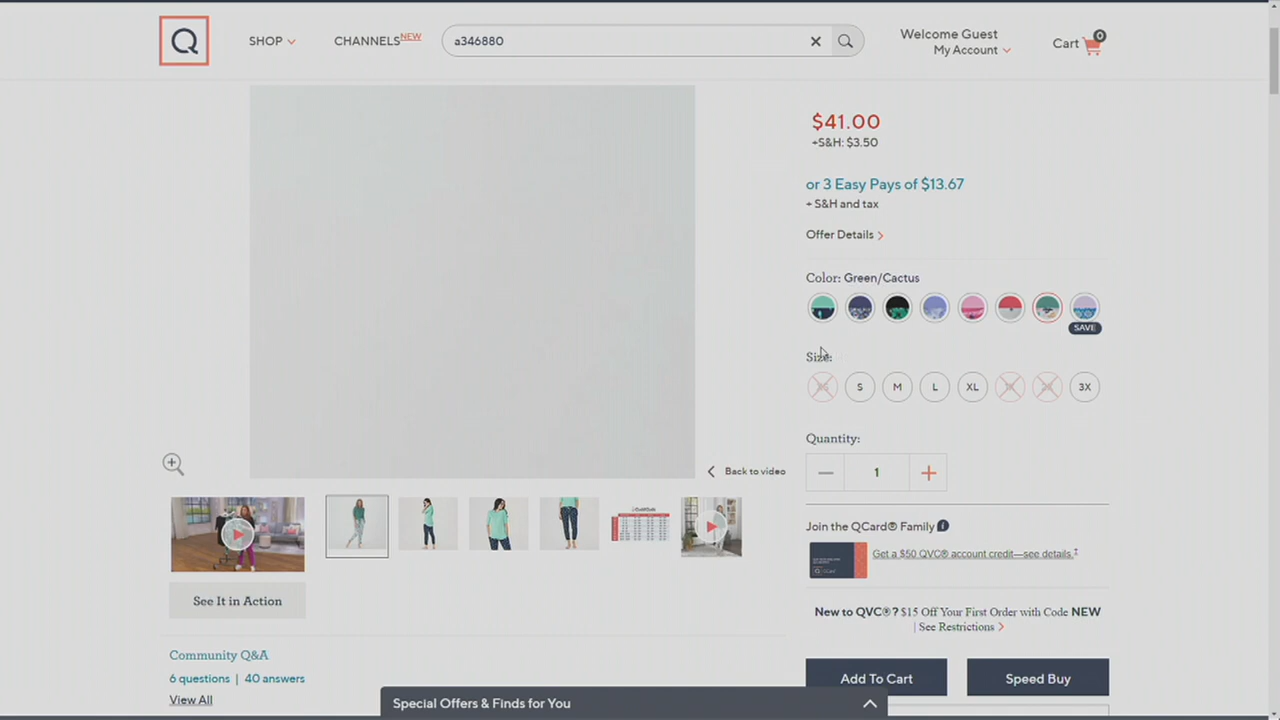 Q
SHOP
CHANNELS NEW
a346880
Welcome Guest
My Account
Cart
0
$41.00
+S&H: $3.50
or 3 Easy Pays of $13.67
+ S&H and tax
Offer Details
Color: Green/Cactus
SAVE
Size:
S M L XL 3X
Quantity:
1
Back to video
Join the QCard® Family
Get a $50 QVC® account credit—see details.‡
See It in Action
New to QVC®? $15 Off Your First Order with Code NEW
| See Restrictions
Community Q&A
6 questions | 40 answers
View All
Add To Cart
Speed Buy
Special Offers & Finds for You